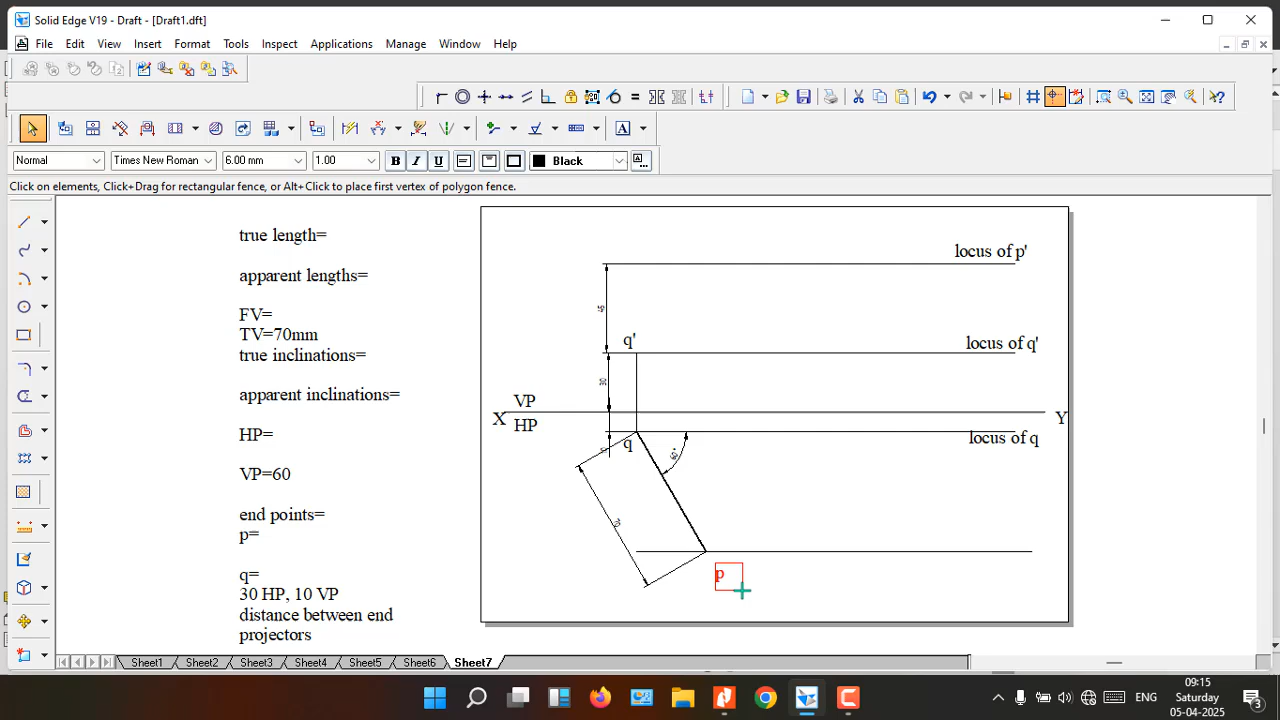 Solid Edge V19 - Draft - [Draft1.dft]
File Edit View Insert Format Tools Inspect Applications Manage Window Help
Normal Times New Roman 6.00 mm 1.00 B I U Black
Click on elements, Click+Drag for rectangular fence, or Alt+Click to place first vertex of polygon fence.
true length=
apparent lengths=
FV=
TV=70mm
true inclinations=
apparent inclinations=
HP=
VP=60
end points=
p=
q=
30 HP, 10 VP
distance between end
projectors
locus of p'
45
q'
locus of q'
30
VP
X
Y
HP
q
locus of q
p
Sheet1 Sheet2 Sheet3 Sheet4 Sheet5 Sheet6 Sheet7
ENG
09:15
Saturday
05-04-2025
3